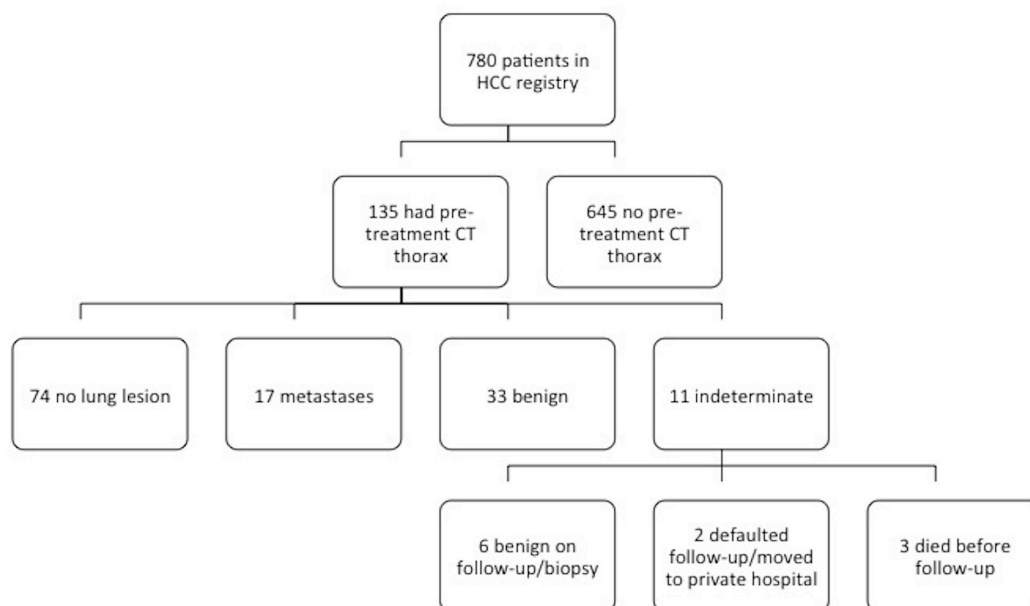 780 patients in
HCC registry
135 had pre-
treatment CT
thorax
645 no pre-
treatment CT
thorax
74 no lung lesion
17 metastases
33 benign
11 indeterminate
6 benign on
follow-up/biopsy
2 defaulted
follow-up/moved
to private hospital
3 died before
follow-up